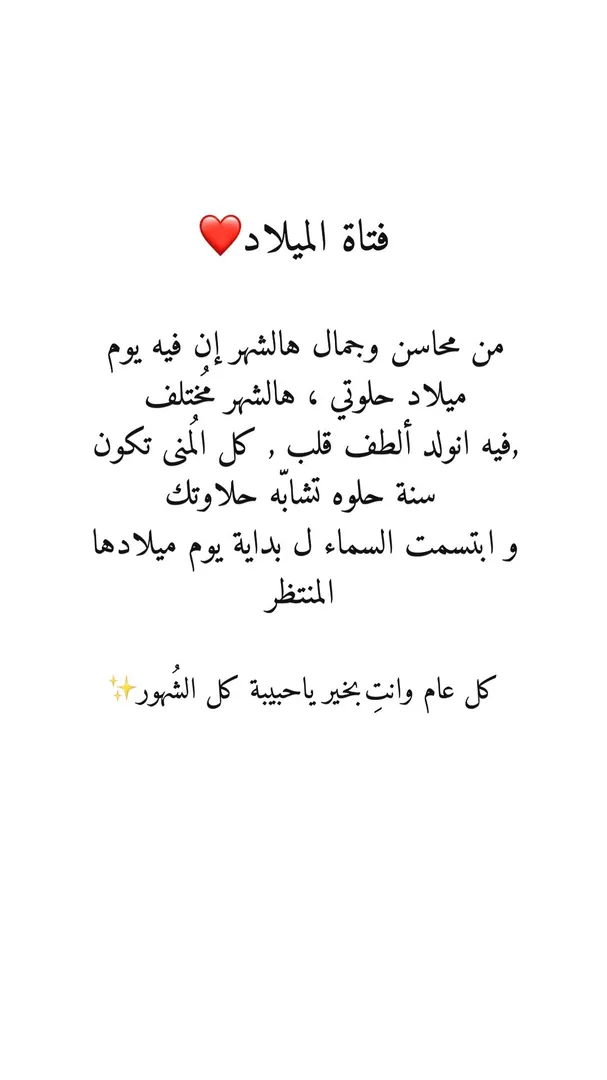 فتاة الميلاد❤️
من محاسن وجمال هالشهر إن فيه يوم
ميلاد حلوتي ، هالشهر مُختلف
,فيه انولد ألطف قلب , كل المُنى تكون
سنة حلوه تشابّه حلاوتك
و ابتسمت السماء ل بداية يوم ميلادها
المنتظر
كل عام وانتِ بخير ياحبيبة كل الشُهور✨